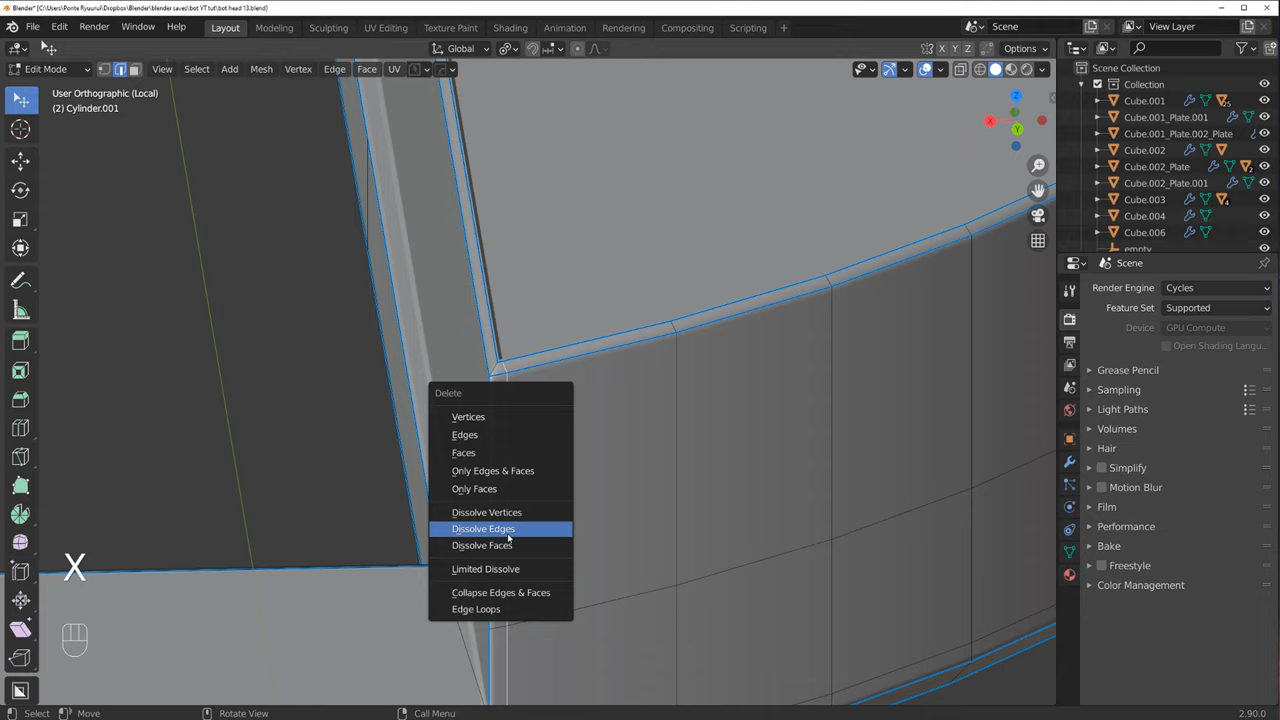 Blender* [C:\Users\Ponte Ryuurui\Dropbox\blender saves\bot YT tut\bot head 13.blend]
File Edit Render Window Help Layout Modeling Sculpting UV Editing Texture Paint Shading Animation Rendering Compositing Scripting + Scene View Layer
Global X Y Z Options
Edit Mode View Select Add Mesh Vertex Edge Face UV
User Orthographic (Local)
(2) Cylinder.001
Z
X
Y
Scene Collection
Collection
Cube.001 25
Cube.001_Plate.001
Cube.001_Plate.002_Plate
Cube.002
Cube.002_Plate 2
Cube.002_Plate.001
Cube.003 4
Cube.004
Cube.006
empty
Scene
Render Engine Cycles
Feature Set Supported
Device GPU Compute
Open Shading Langu...
Grease Pencil
Sampling
Light Paths
Volumes
Hair
Simplify
Motion Blur
Film
Performance
Bake
Freestyle
Color Management
Delete
Vertices
Edges
Faces
Only Edges & Faces
Only Faces
Dissolve Vertices
Dissolve Edges
Dissolve Faces
Limited Dissolve
Collapse Edges & Faces
Edge Loops
X
Select Move Rotate View Call Menu 2.90.0